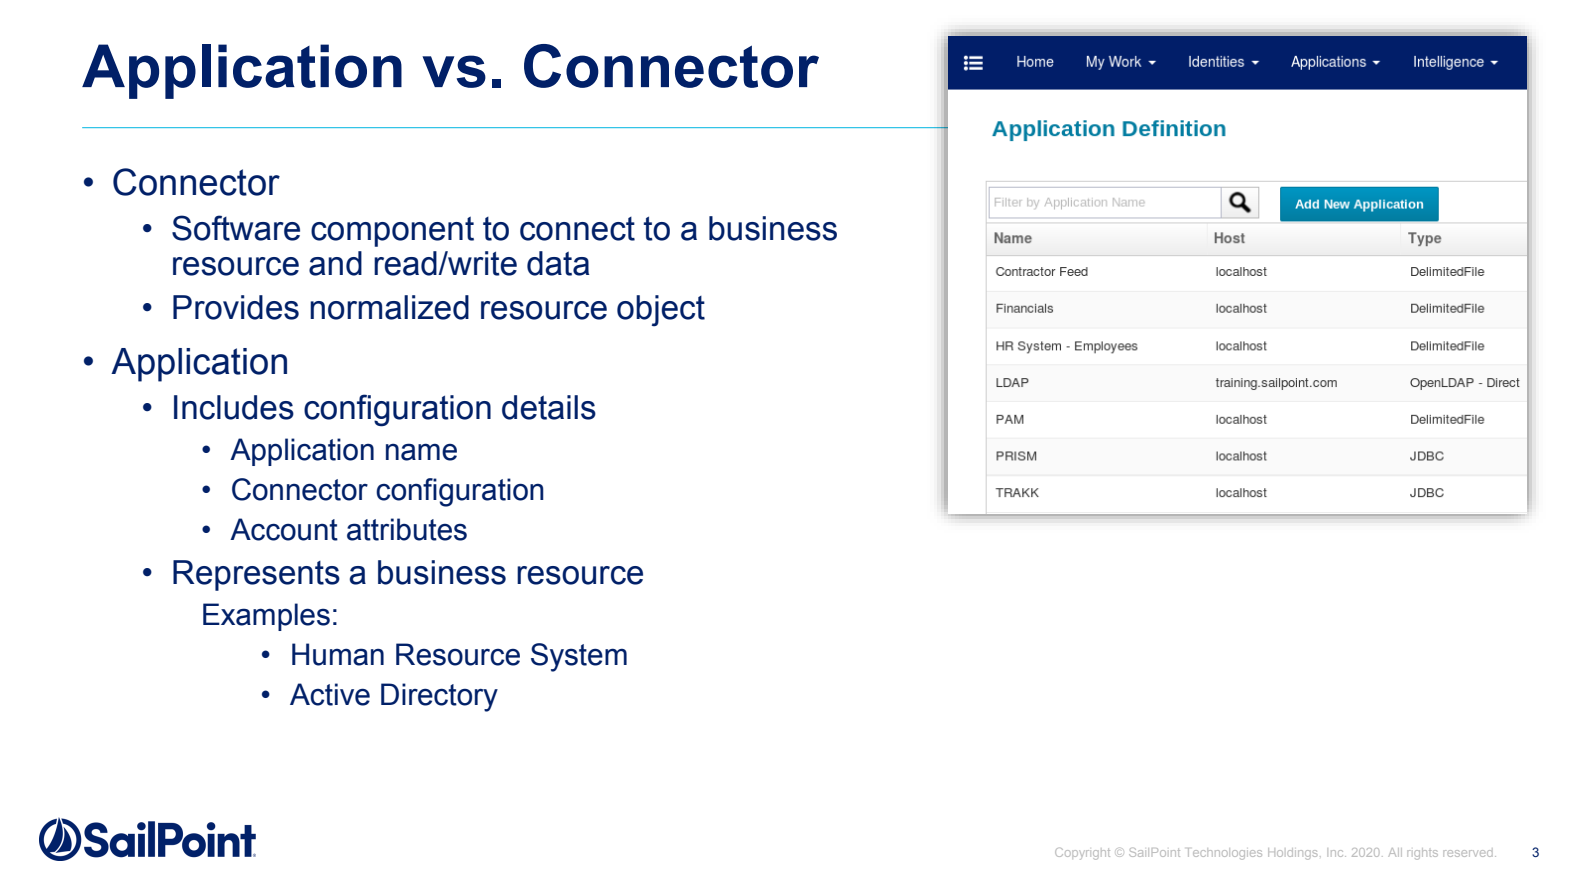 Application vs. Connector
• Connector
• Software component to connect to a business
resource and read/write data
• Provides normalized resource object
• Application
• Includes configuration details
• Application name
• Connector configuration
• Account attributes
• Represents a business resource
Examples:
• Human Resource System
• Active Directory
Home My Work Identities Applications Intelligence
Application Definition
Filter by Application Name Add New Application
Name Host Type
Contractor Feed localhost DelimitedFile
Financials localhost DelimitedFile
HR System - Employees localhost DelimitedFile
LDAP training.sailpoint.com OpenLDAP - Direct
PAM localhost DelimitedFile
PRISM localhost JDBC
TRAKK localhost JDBC
SailPoint
Copyright © SailPoint Technologies Holdings, Inc. 2020. All rights reserved. 3